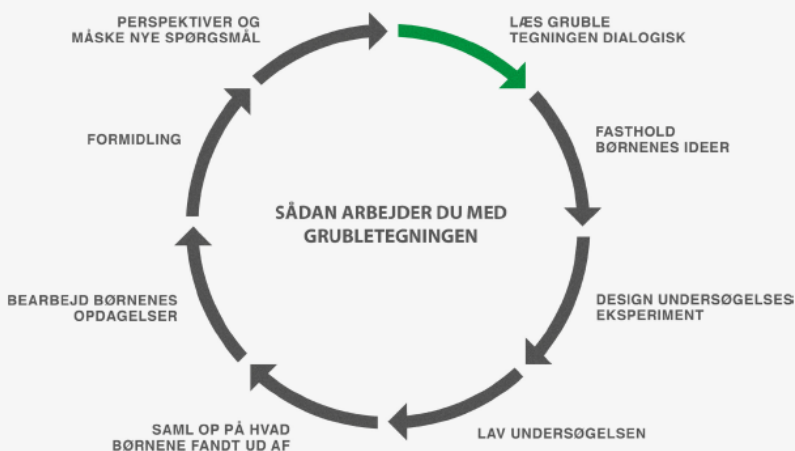 PERSPEKTIVER OG
MÅSKE NYE SPØRGSMÅL
LÆS GRUBLE
TEGNINGEN DIALOGISK
FASTHOLD
BØRNENES IDEER
DESIGN UNDERSØGELSES
EKSPERIMENT
LAV UNDERSØGELSEN
SAML OP PÅ HVAD
BØRNENE FANDT UD AF
BEARBEJD BØRNENES
OPDAGELSER
FORMIDLING
SÅDAN ARBEJDER DU MED
GRUBLETEGNINGEN